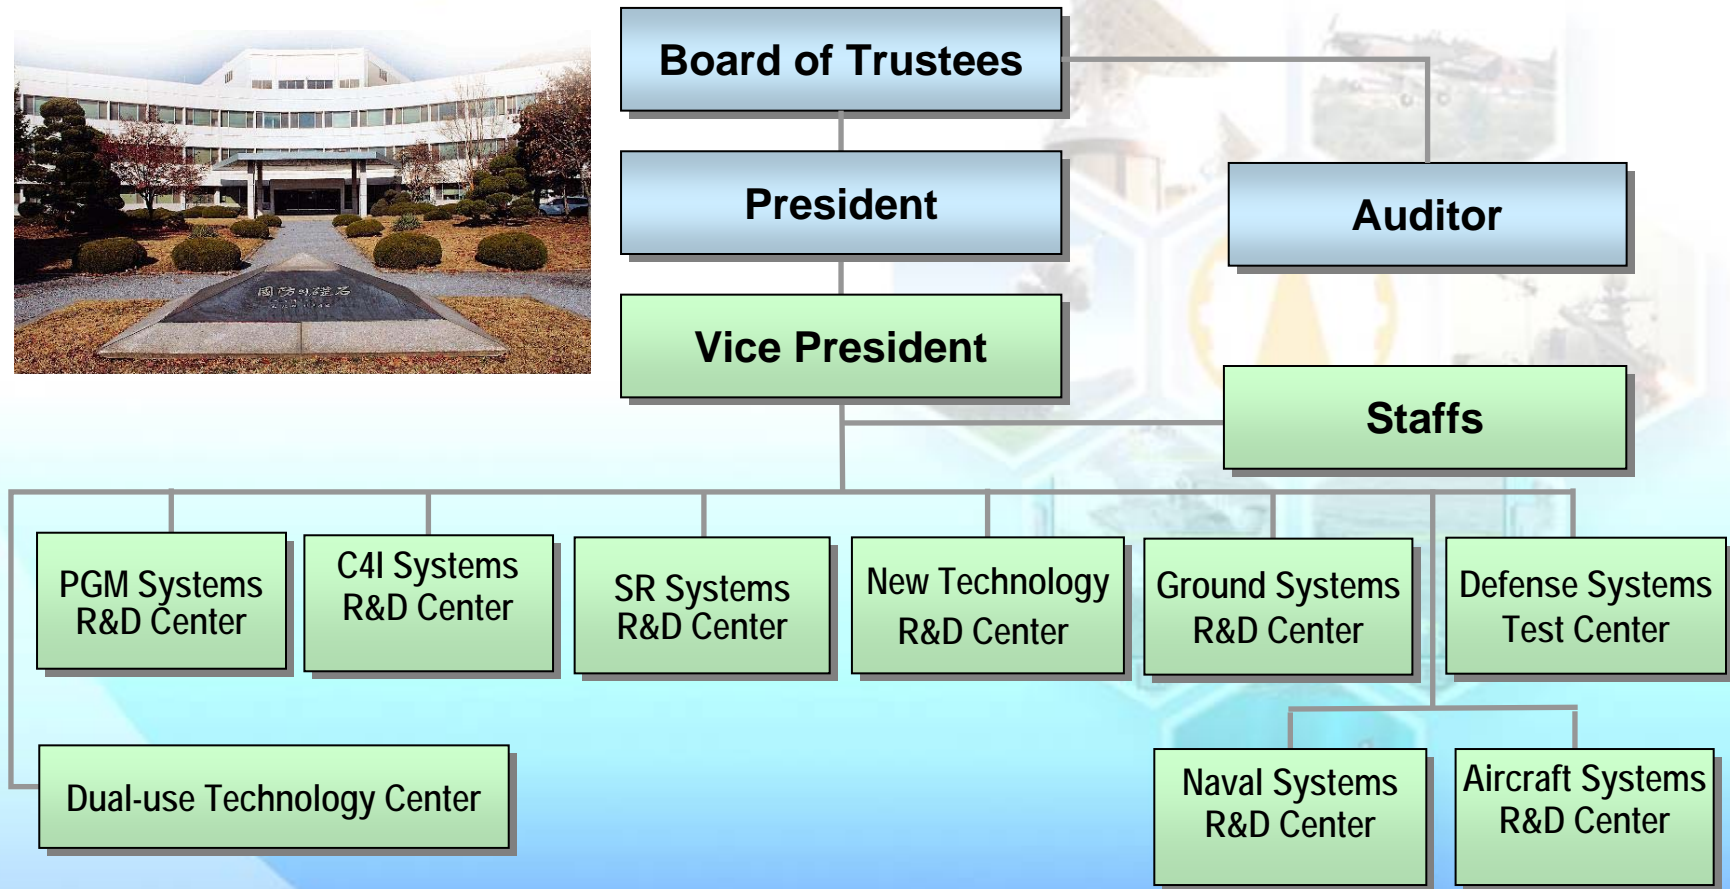 Board of Trustees
President
Auditor
Vice President
Staffs
PGM Systems
R&D Center
C4I Systems
R&D Center
SR Systems
R&D Center
New Technology
R&D Center
Ground Systems
R&D Center
Defense Systems
Test Center
Dual-use Technology Center
Naval Systems
R&D Center
Aircraft Systems
R&D Center